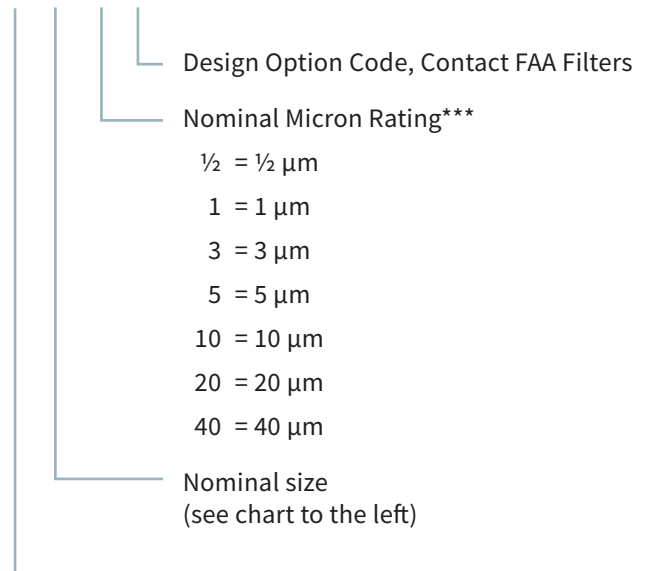 Design Option Code, Contact FAA Filters
Nominal Micron Rating***
½ = ½ µm
1 = 1 µm
3 = 3 µm
5 = 5 µm
10 = 10 µm
20 = 20 µm
40 = 40 µm
Nominal size
(see chart to the left)